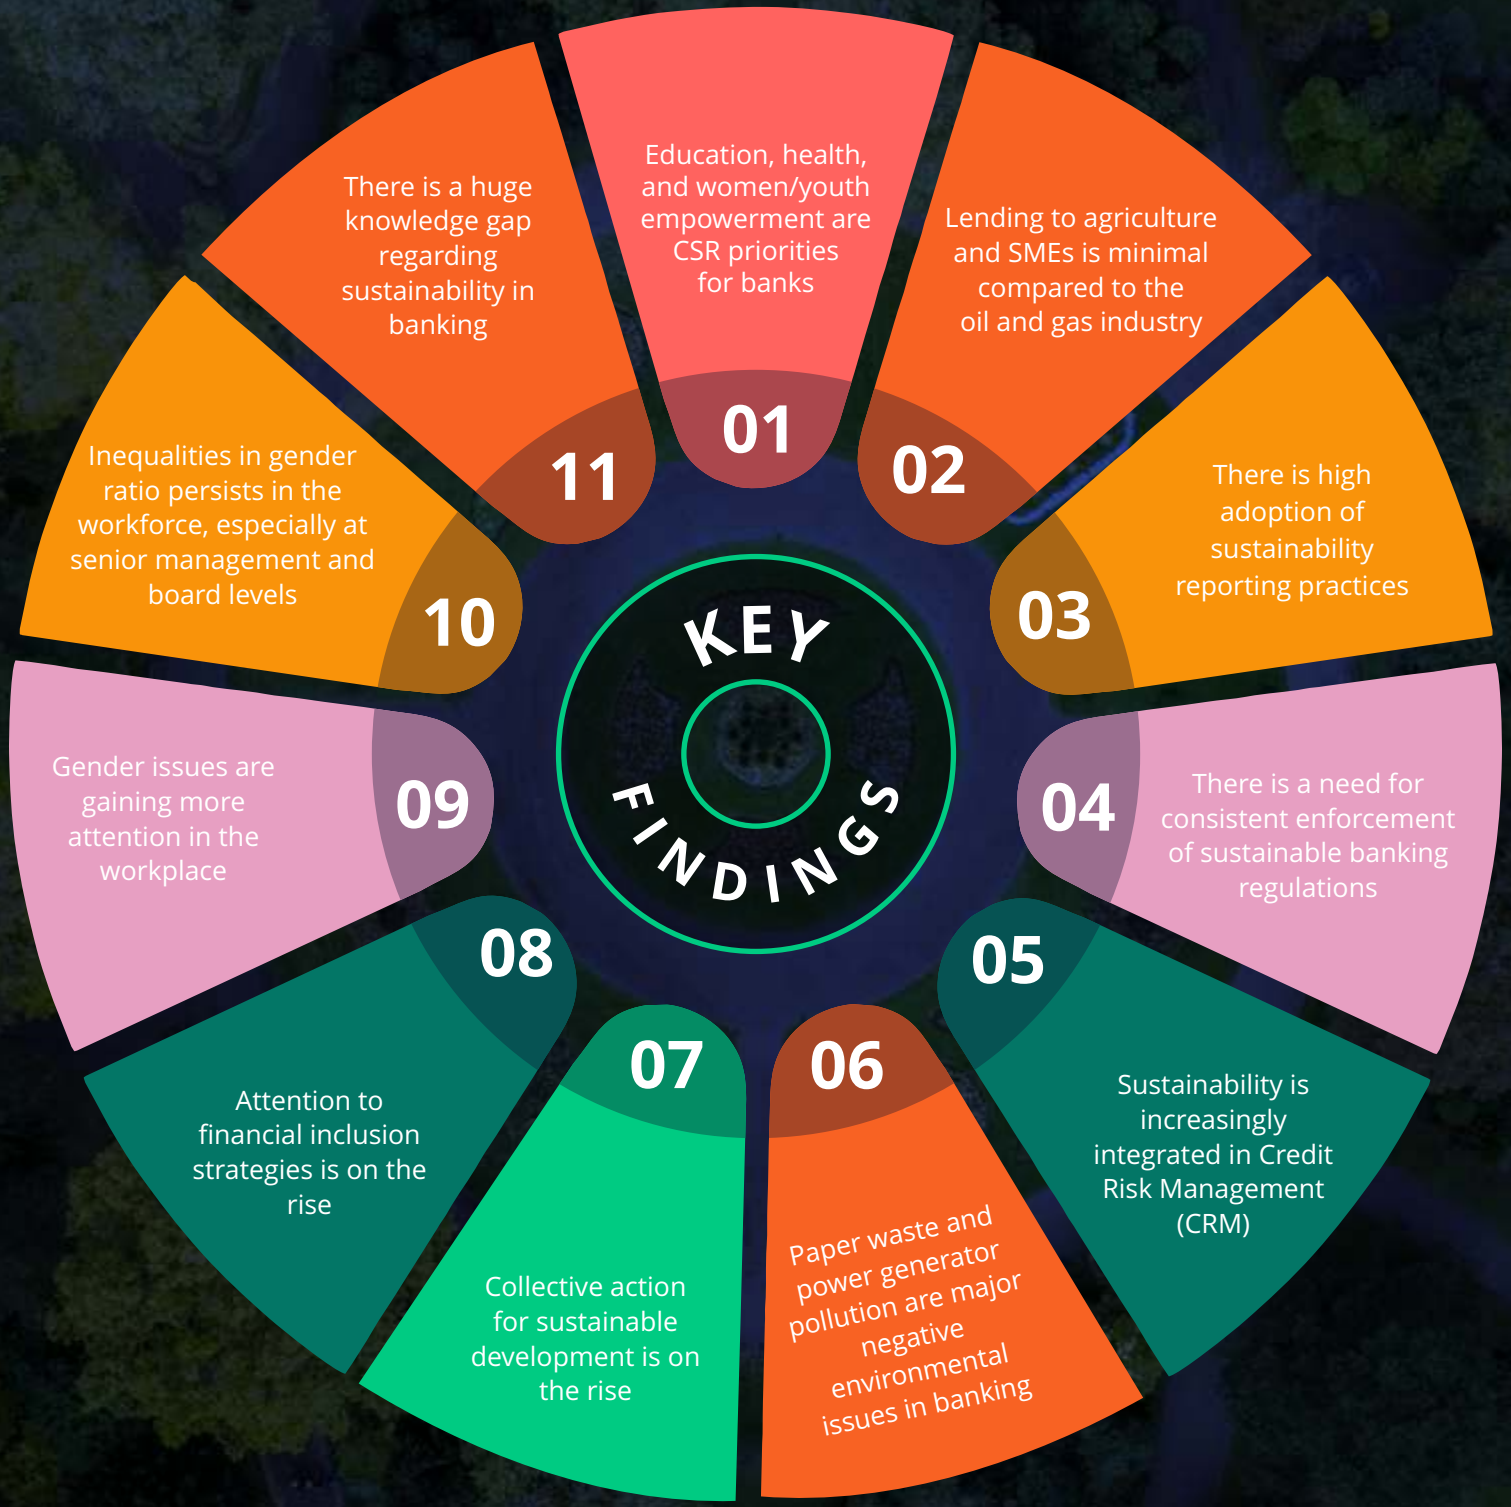 KEY
FINDINGS
01
Education, health,
and women/youth
empowerment are
CSR priorities
for banks
02
Lending to agriculture
and SMEs is minimal
compared to the
oil and gas industry
03
There is high
adoption of
sustainability
reporting practices
04
There is a need for
consistent enforcement
of sustainable banking
regulations
05
Sustainability is
increasingly
integrated in Credit
Risk Management
(CRM)
06
Paper waste and
power generator
pollution are major
negative
environmental
issues in banking
07
Collective action
for sustainable
development is on
the rise
08
Attention to
financial inclusion
strategies is on the
rise
09
Gender issues are
gaining more
attention in the
workplace
10
Inequalities in gender
ratio persists in the
workforce, especially at
senior management and
board levels
11
There is a huge
knowledge gap
regarding
sustainability in
banking